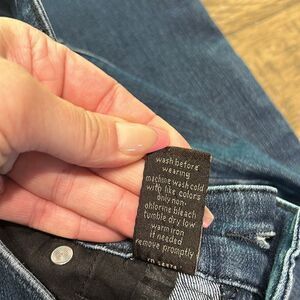 wash before
wearing
machine wash cold
with like colors
only non-
chlorine bleach
tumble dry low
warm iron
if needed
remove promptly